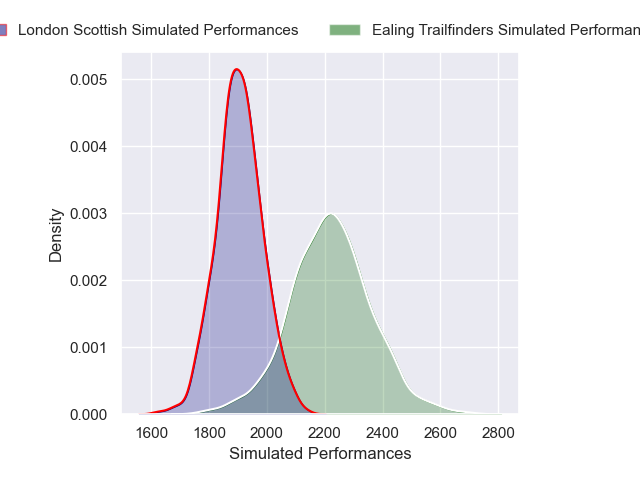 London Scottish Simulated Performances Ealing Trailfinders Simulated Performan
0.005
0.004
0.003
0.002
0.001
0.000
Density
1600 1800 2000 2200 2400 2600 2800
Simulated Performances